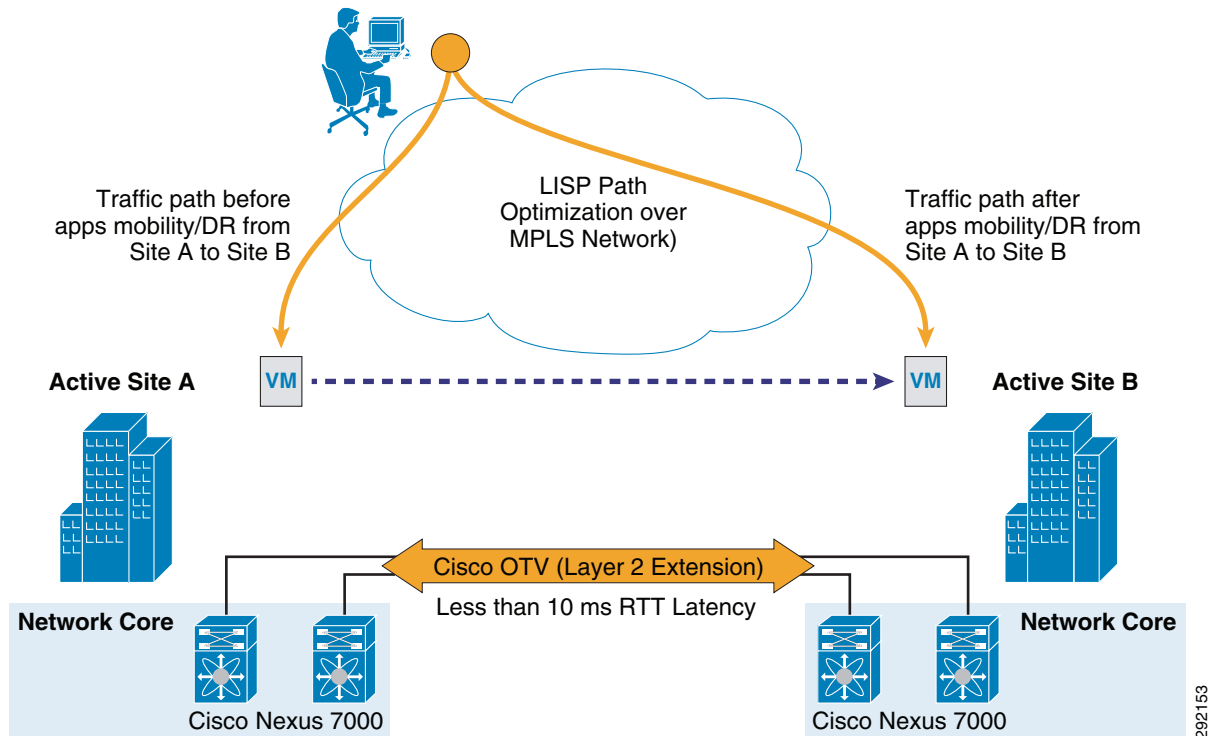 LISP Path
Optimization over
MPLS Network)
Traffic path before
apps mobility/DR from
Site A to Site B
Traffic path after
apps mobility/DR from
Site A to Site B
Active Site A
VM
VM
Active Site B
Cisco OTV (Layer 2 Extension)
Less than 10 ms RTT Latency
Network Core
Network Core
Cisco Nexus 7000
Cisco Nexus 7000
292153